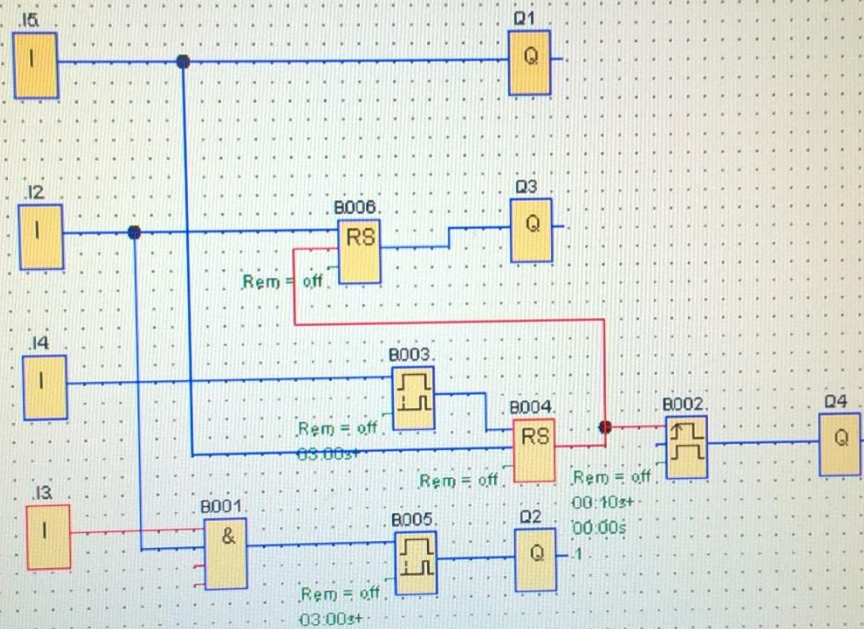 I5
I
Q1
Q
I2
I
B006
RS
Rem = off
Q3
Q
I4
I
B003
Rem = off
03:00s+
B004
RS
Rem = off
B002
Rem = off
00:10s+
00:00s
Q4
Q
I3
I
B001
&
B005
Rem = off
03:00s+
Q2
Q
1